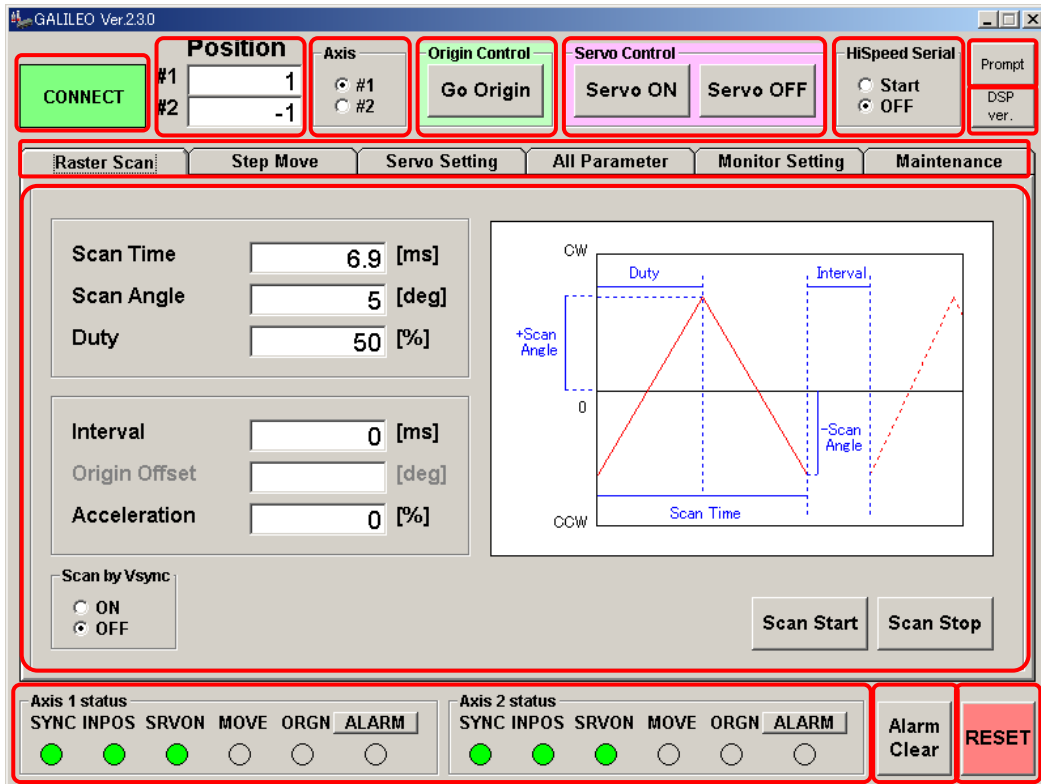 GALILEO Ver.2.3.0
CONNECT
Position
#1 1
#2 -1
Axis
#1
#2
Origin Control
Go Origin
Servo Control
Servo ON Servo OFF
HiSpeed Serial
Start
OFF
Prompt
DSP
ver.
Raster Scan Step Move Servo Setting All Parameter Monitor Setting Maintenance
Scan Time 6.9 [ms]
Scan Angle 5 [deg]
Duty 50 [%]
Interval 0 [ms]
Origin Offset [deg]
Acceleration 0 [%]
CW
Duty
Interval
+Scan
Angle
0
-Scan
Angle
Scan Time
CCW
Scan by Vsync
ON
OFF
Scan Start Scan Stop
Axis 1 status
SYNC INPOS SRVON MOVE ORGN ALARM
Axis 2 status
SYNC INPOS SRVON MOVE ORGN ALARM
Alarm
Clear
RESET